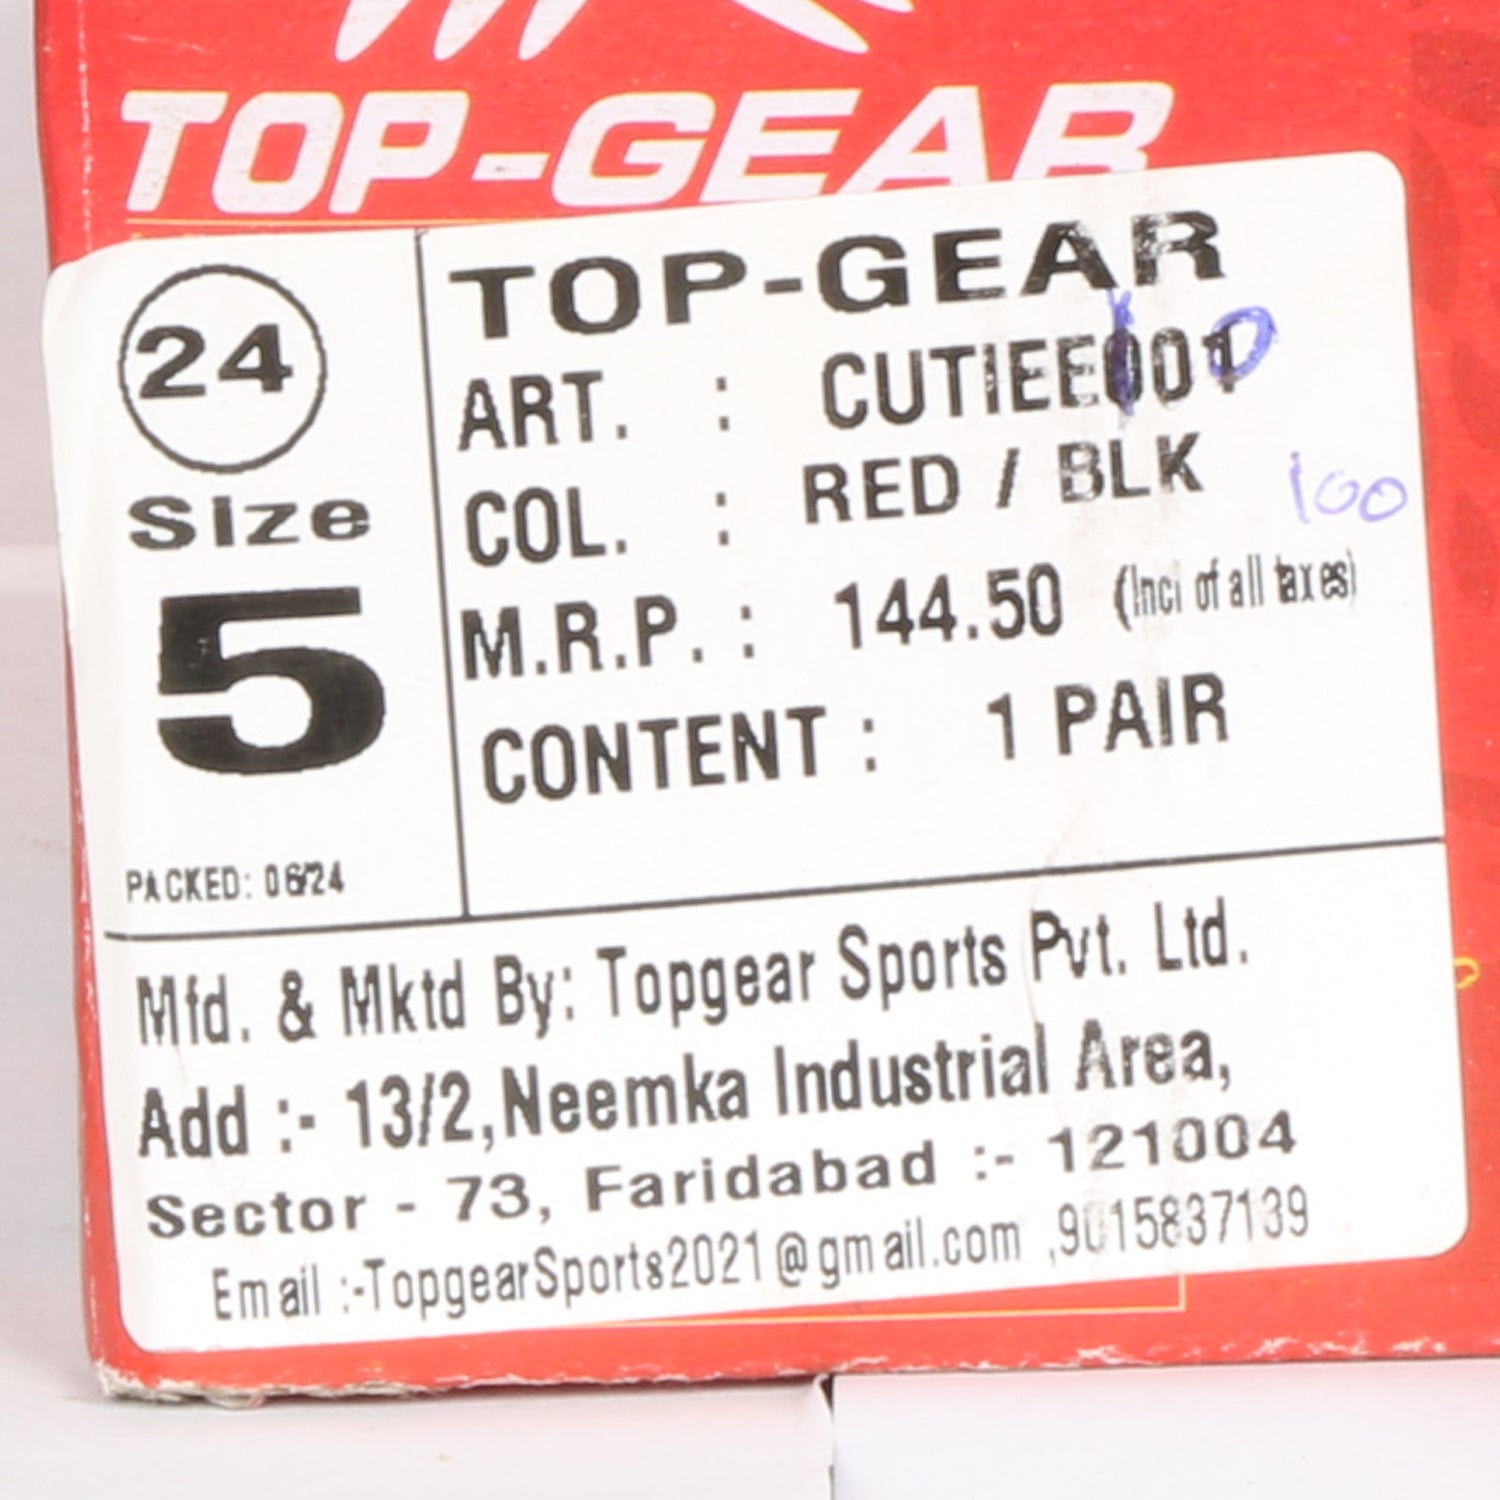 TOP-GEAR
24
Size
5
PACKED: 06/24
TOP-GEAR
ART. : CUTIEE001
COL. : RED / BLK
100
M.R.P. : 144.50 (Incl of all taxes)
CONTENT : 1 PAIR
Mfd. & Mktd By: Topgear Sports Pvt. Ltd.
Add :- 13/2,Neemka Industrial Area,
Sector - 73, Faridabad :- 121004
Email :-TopgearSports2021@gmail.com ,9015837139